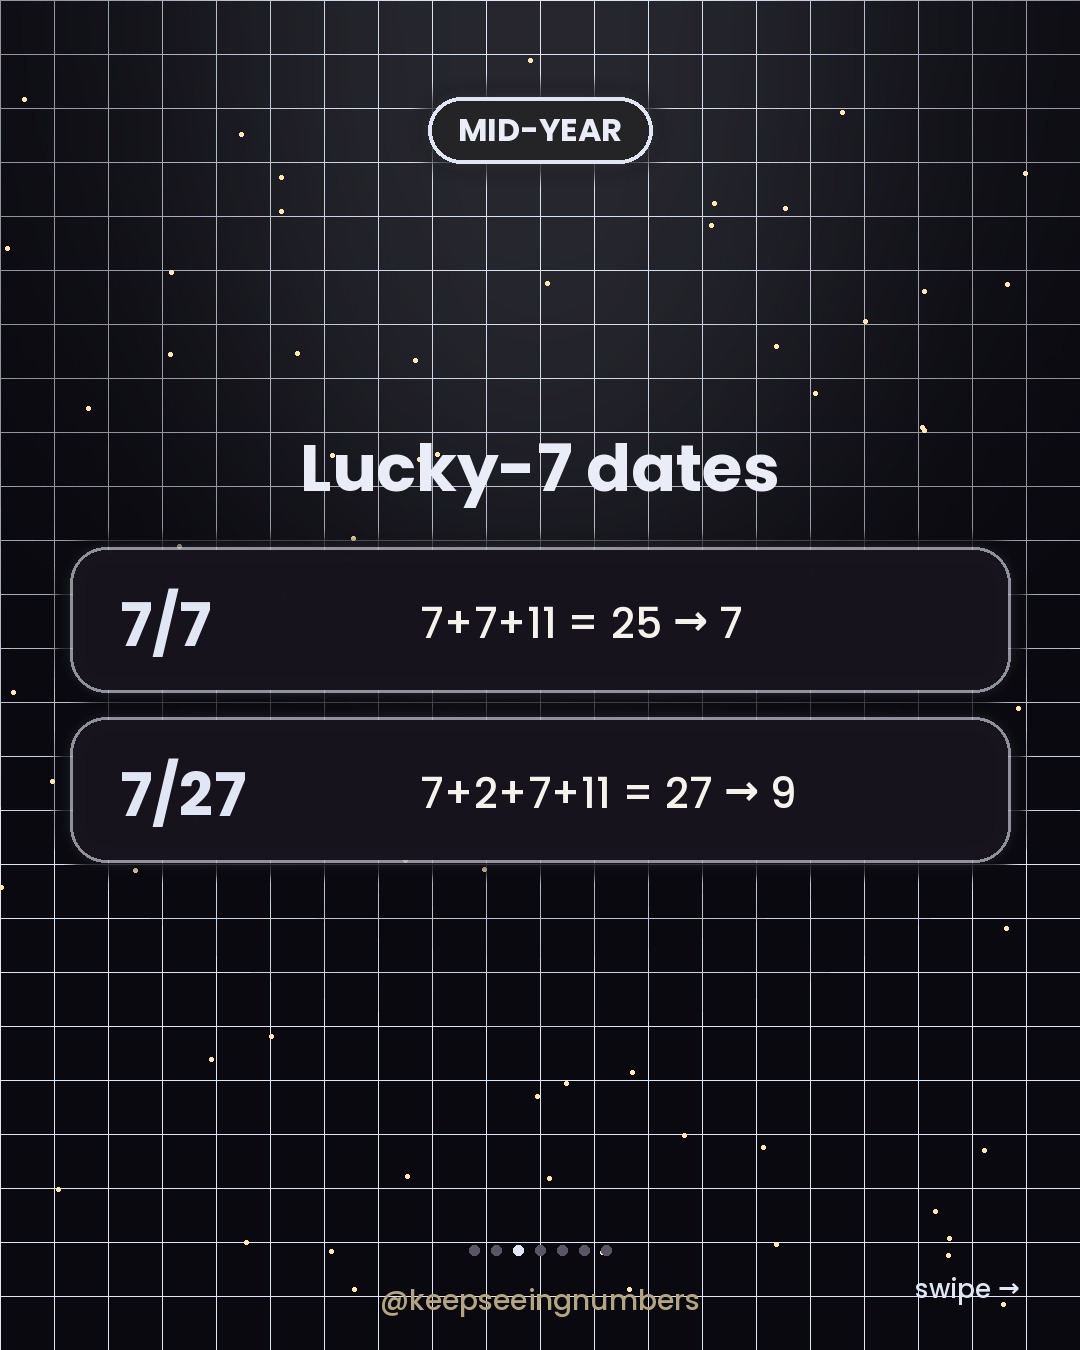 MID-YEAR
Lucky-7 dates
7/7
7+7+11 = 25 → 7
7/27
7+2+7+11 = 27 → 9
@keepseeingnumbers
swipe →